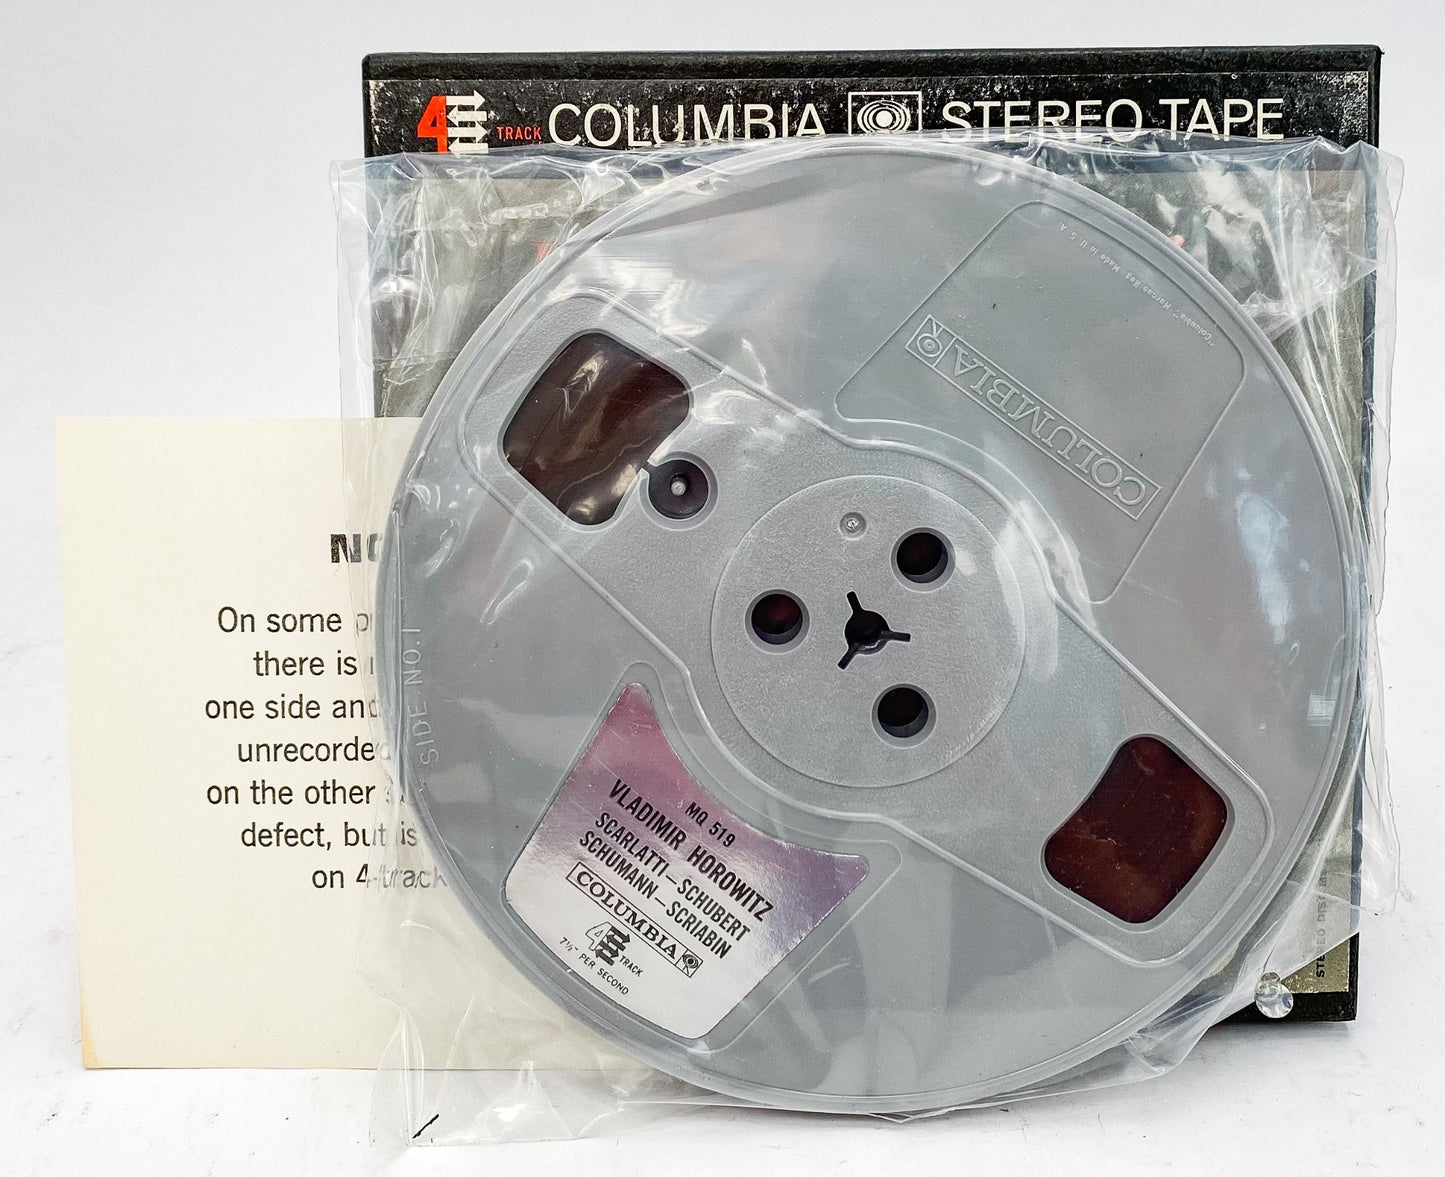 4 TRACK COLUMBIA STEREO TAPE
"Columbia" Marcas Reg. Made in U S A
COLUMBIA
NO
On some p
there is
one side and
unrecorded
on the other
defect, but is
on 4-track
SIDE NO. 1
MQ 519
VLADIMIR HOROWITZ
SCARLATTI – SCHUBERT
SCHUMANN – SCRIABIN
COLUMBIA
4 TRACK
7½" PER SECOND